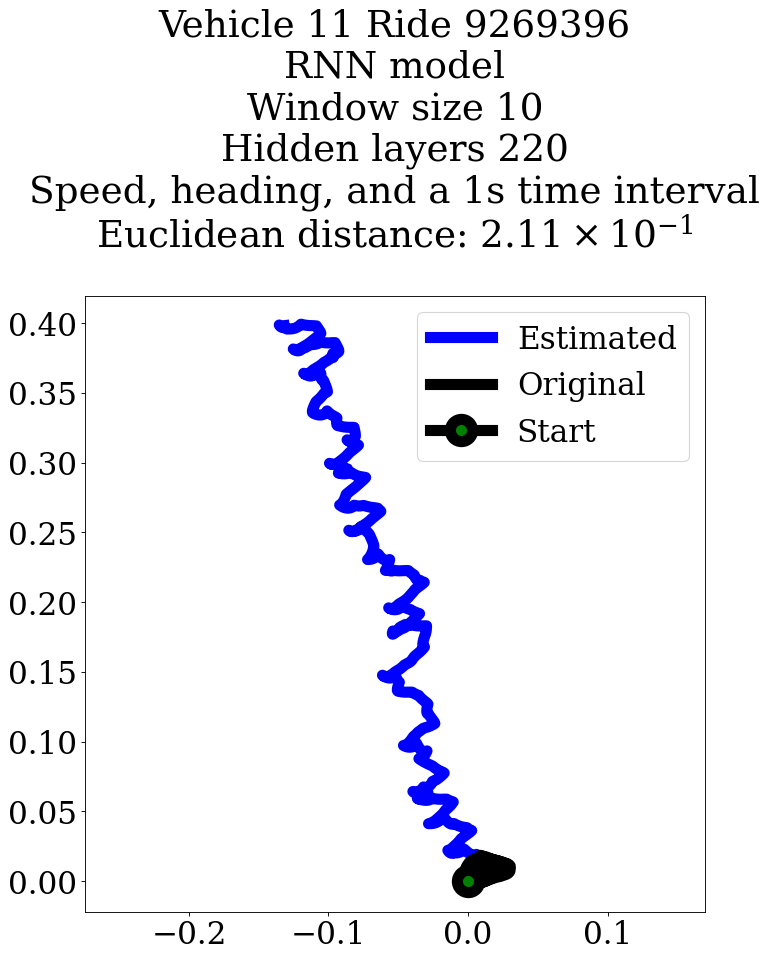 Vehicle 11 Ride 9269396
RNN model
Window size 10
Hidden layers 220
Speed, heading, and a 1s time interval
Euclidean distance: 2.11 × 10⁻¹
Estimated
Original
Start
0.40
0.35
0.30
0.25
0.20
0.15
0.10
0.05
0.00
−0.2
−0.1
0.0
0.1